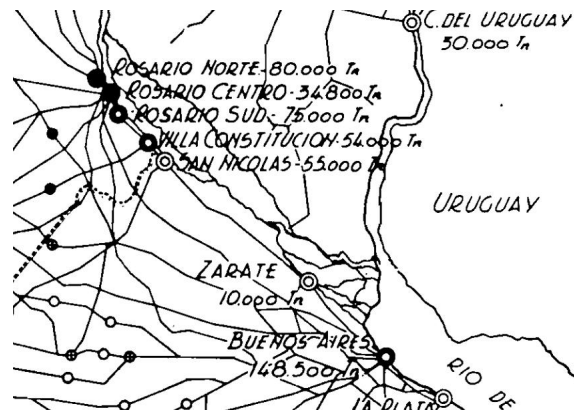 C. DEL URUGUAY
50.000 Tn
ROSARIO NORTE-80.000 Tn
ROSARIO CENTRO-34.800 Tn
ROSARIO SUD-75.000 Tn
VILLA CONSTITUCION-54.000 Tn
SAN NICOLAS-55.000 Tn
URUGUAY
ZARATE
10.000 Tn
BUENOS AIRES
148.500 Tn
RIO DE
LA PLATA